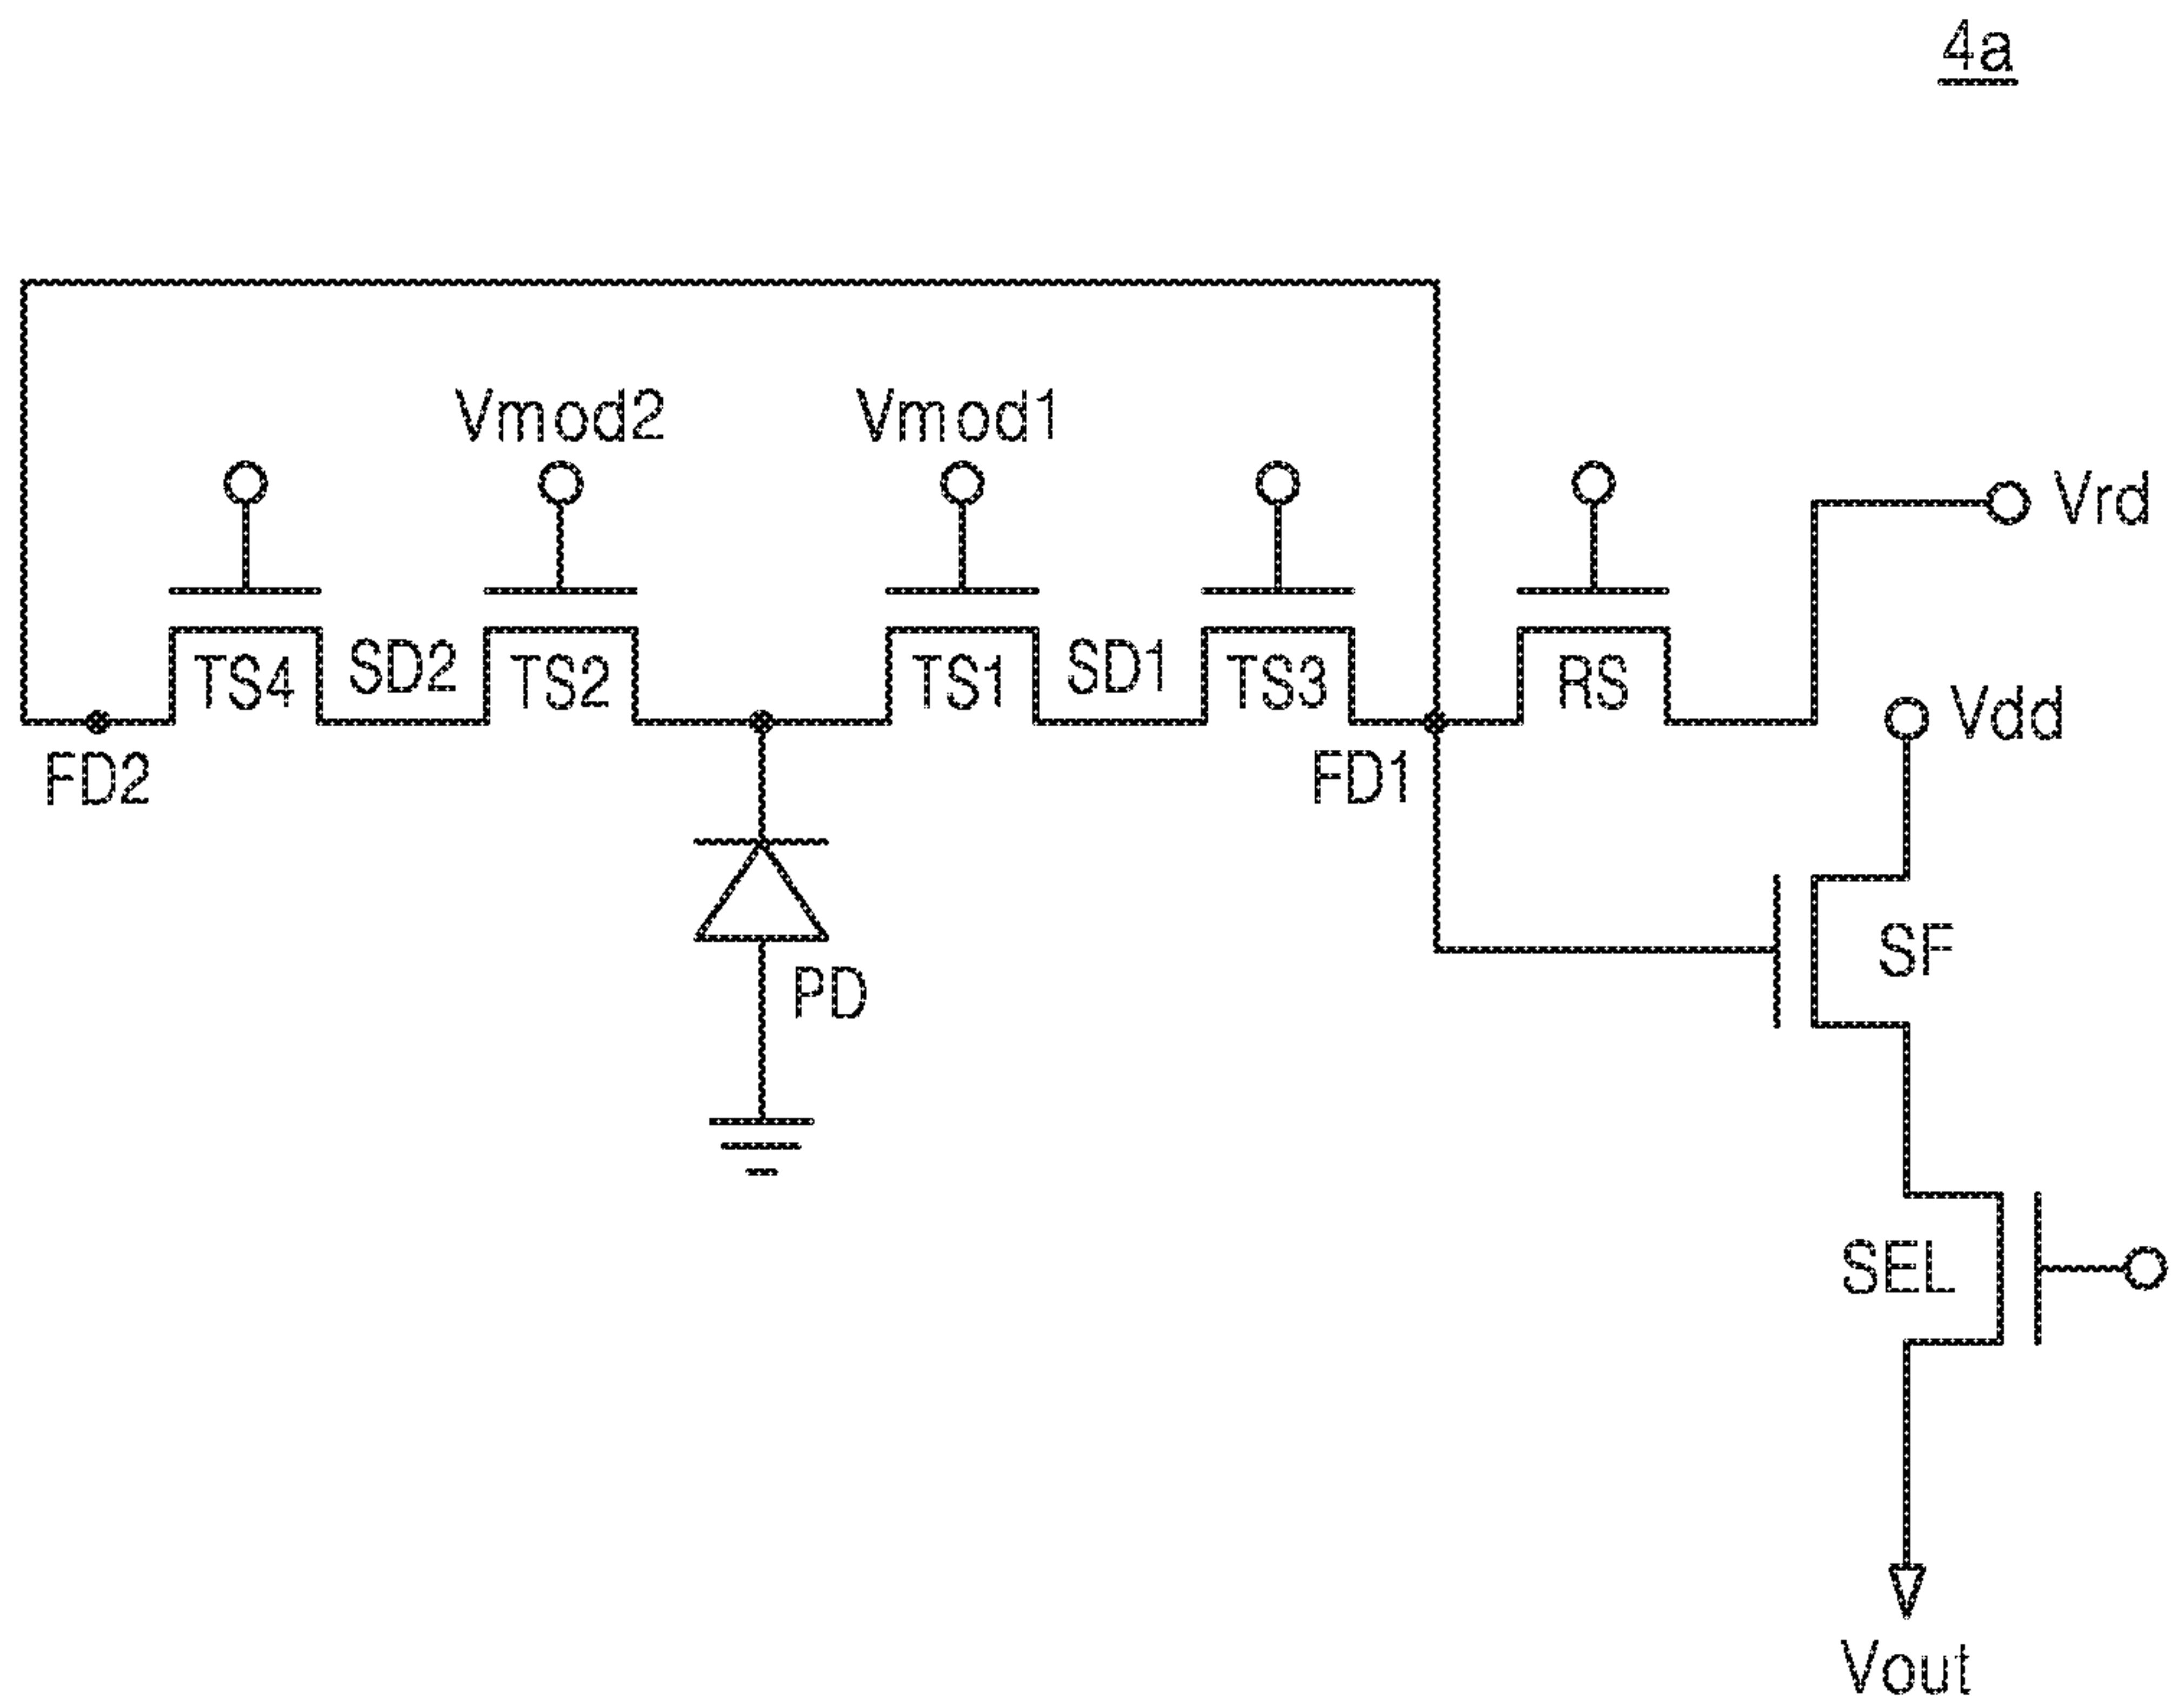 4a
Vmod2 Vmod1
Vrd
TS4 SD2 TS2 TS1 SD1 TS3 RS
Vdd
FD2 FD1
SF
PD
SEL
Vout